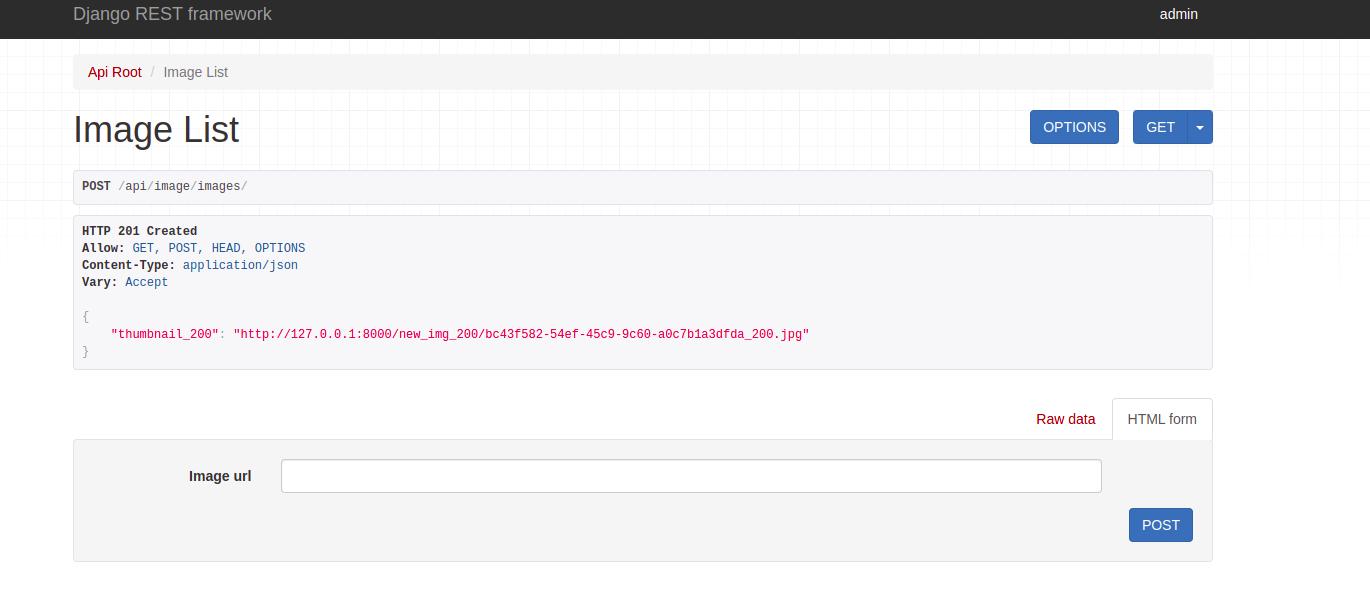 Django REST framework
admin
Api Root / Image List
Image List
OPTIONS
GET
POST /api/image/images/
HTTP 201 Created
Allow: GET, POST, HEAD, OPTIONS
Content-Type: application/json
Vary: Accept
{
"thumbnail_200": "http://127.0.0.1:8000/new_img_200/bc43f582-54ef-45c9-9c60-a0c7b1a3dfda_200.jpg"
}
Raw data
HTML form
Image url
POST